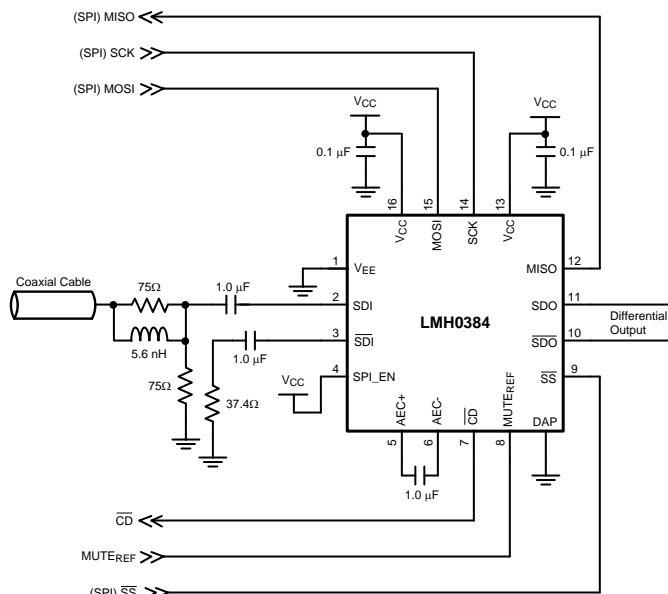 (SPI) MISO
(SPI) SCK
(SPI) MOSI
VCC
VCC
0.1 μF
0.1 μF
16
15
14
13
VCC
MOSI
SCK
VCC
Coaxial Cable
75Ω
5.6 nH
75Ω
1.0 μF
1.0 μF
37.4Ω
VCC
1
VEE
2
SDI
3
SDI
4
SPI_EN
LMH0384
MISO
12
SDO
11
SDO
10
SS
9
Differential
Output
AEC+
AEC-
CD
MUTEREF
DAP
5
6
7
8
1.0 μF
CD
MUTEREF
(SPI) SS